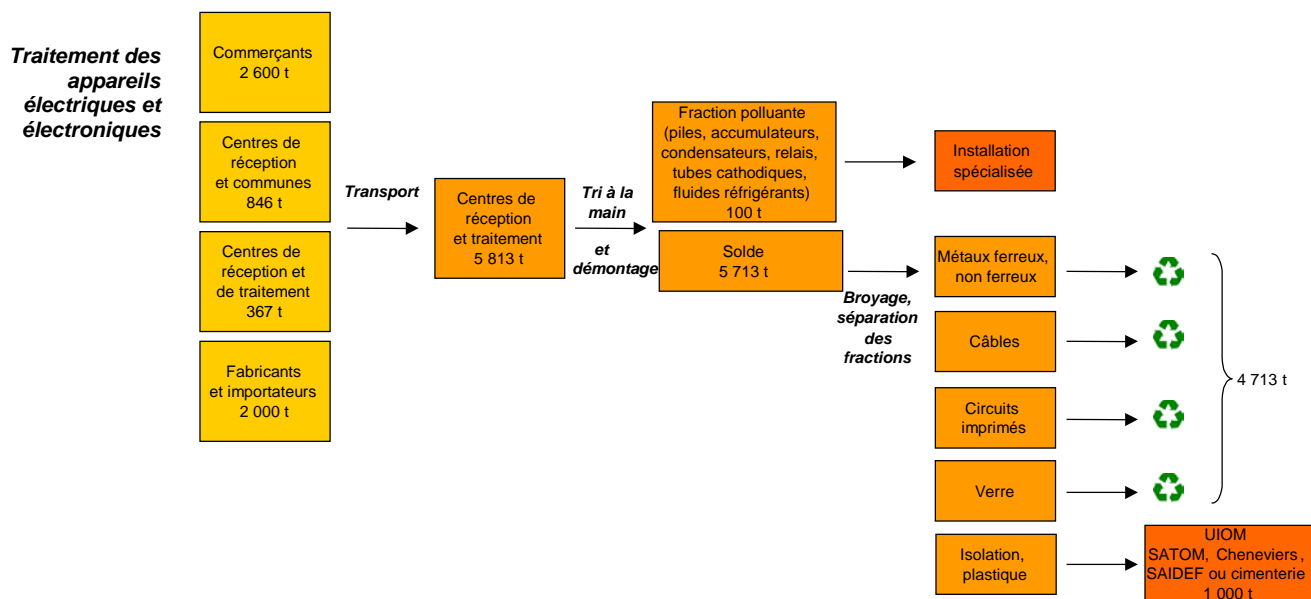 Traitement des
appareils
électriques et
électroniques
Commerçants
2 600 t
Centres de
réception
et communes
846 t
Centres de
réception et
de traitement
367 t
Fabricants
et importateurs
2 000 t
Transport
Centres de
réception
et traitement
5 813 t
Tri à la
main
et
démontage
Fraction polluante
(piles, accumulateurs,
condensateurs, relais,
tubes cathodiques,
fluides réfrigérants)
100 t
Solde
5 713 t
Installation
spécialisée
Broyage,
séparation
des
fractions
Métaux ferreux,
non ferreux
Câbles
Circuits
imprimés
Verre
Isolation,
plastique
4 713 t
UIOM
SATOM, Cheneviers,
SAIDEF ou cimenterie
1 000 t